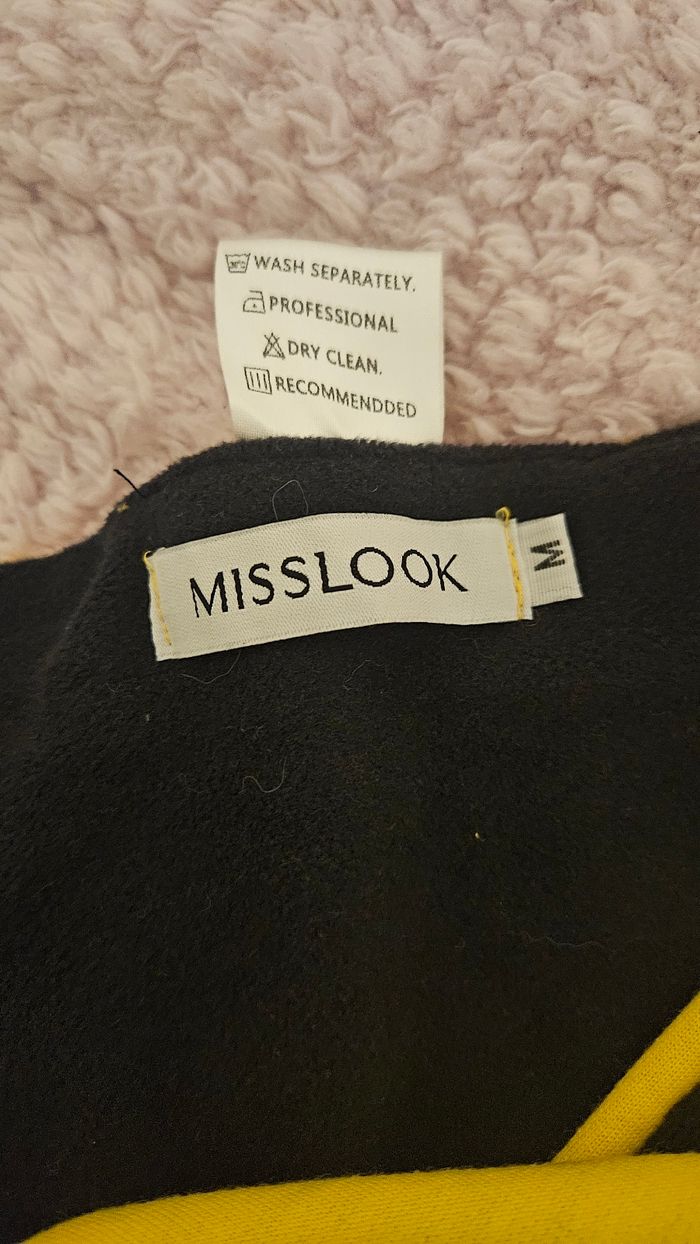 WASH SEPARATELY.
PROFESSIONAL
DRY CLEAN.
RECOMMENDDED
MISSLOOK
M